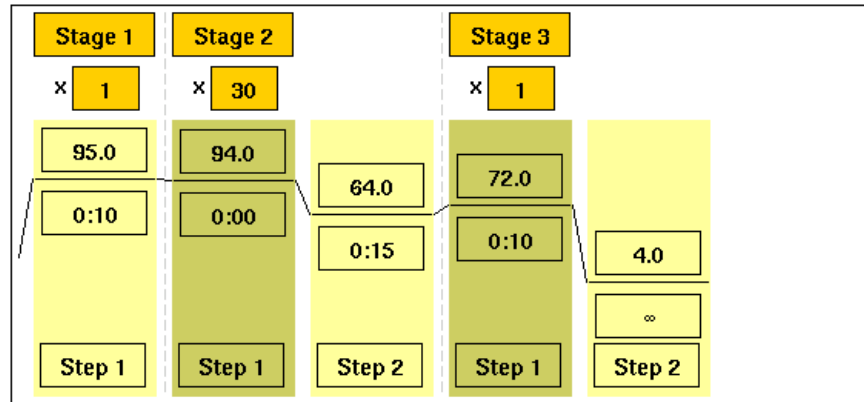 Stage 1 Stage 2 Stage 3
x 1 x 30 x 1
95.0 94.0 64.0 72.0 4.0
0:10 0:00 0:15 0:10 ∞
Step 1 Step 1 Step 2 Step 1 Step 2